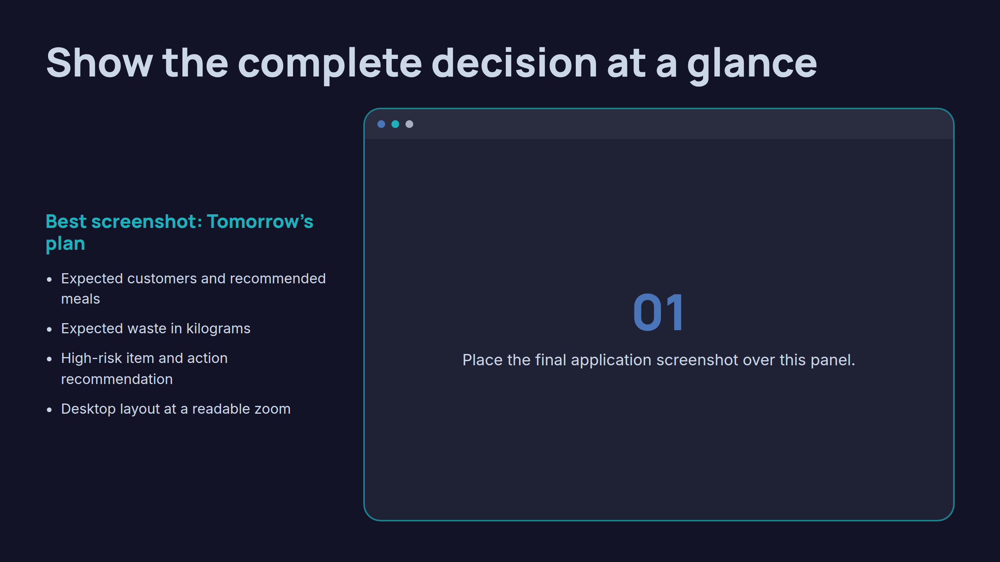 Show the complete decision at a glance
Best screenshot: Tomorrow’s
plan
• Expected customers and recommended
meals
• Expected waste in kilograms
• High-risk item and action
recommendation
• Desktop layout at a readable zoom
01
Place the final application screenshot over this panel.